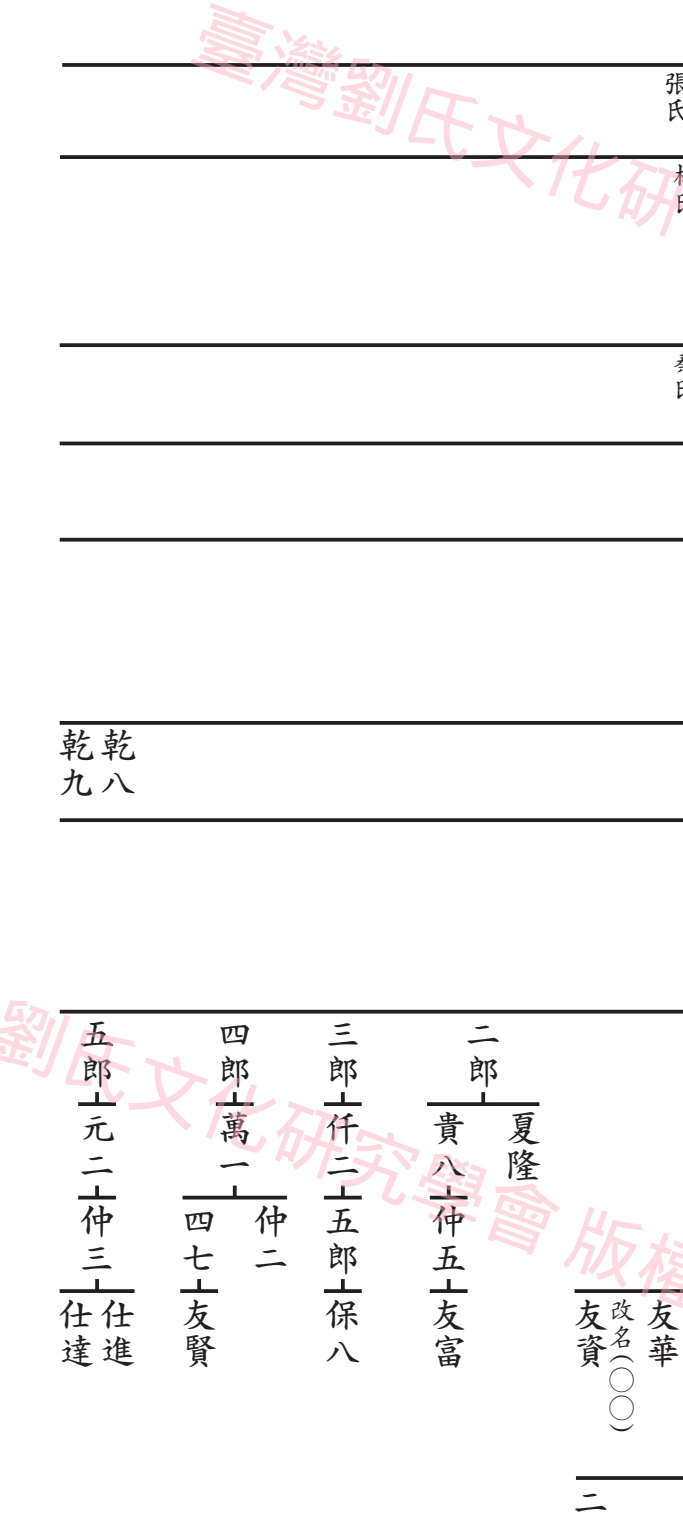 臺灣劉氏文化研
張氏
氏
氏
乾八
乾九
二郎
夏隆
貴八
仲五
友富
三郎
仟二
五郎
保八
四郎
萬一
仲二
四七
友賢
五郎
元二
仲三
仕進
仕達
友華
改名(〇〇)
友資
二
劉氏文化研究學會 版權